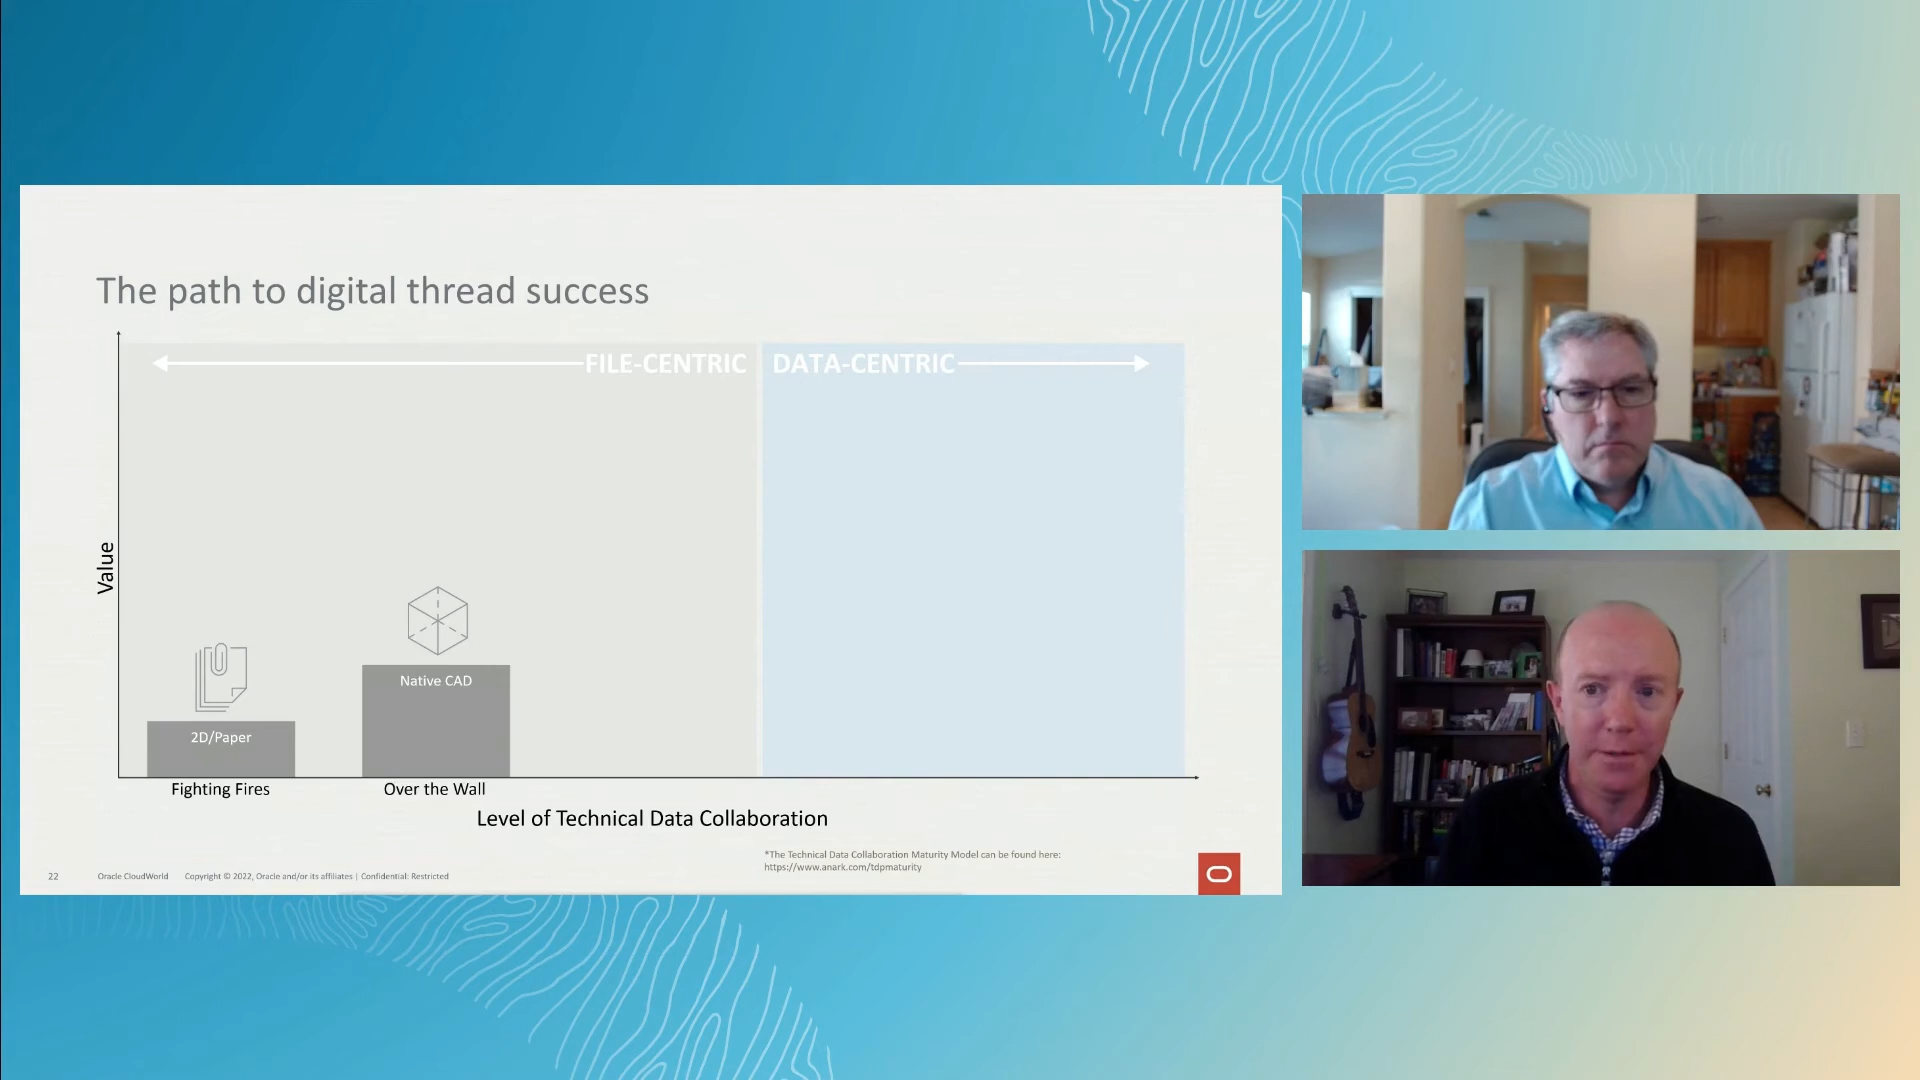 The path to digital thread success
FILE-CENTRIC
DATA-CENTRIC
Value
Native CAD
2D/Paper
Fighting Fires
Over the Wall
Level of Technical Data Collaboration
*The Technical Data Collaboration Maturity Model can be found here:
https://www.anark.com/tdpmaturity
22
Oracle CloudWorld
Copyright © 2022, Oracle and/or its affiliates | Confidential: Restricted